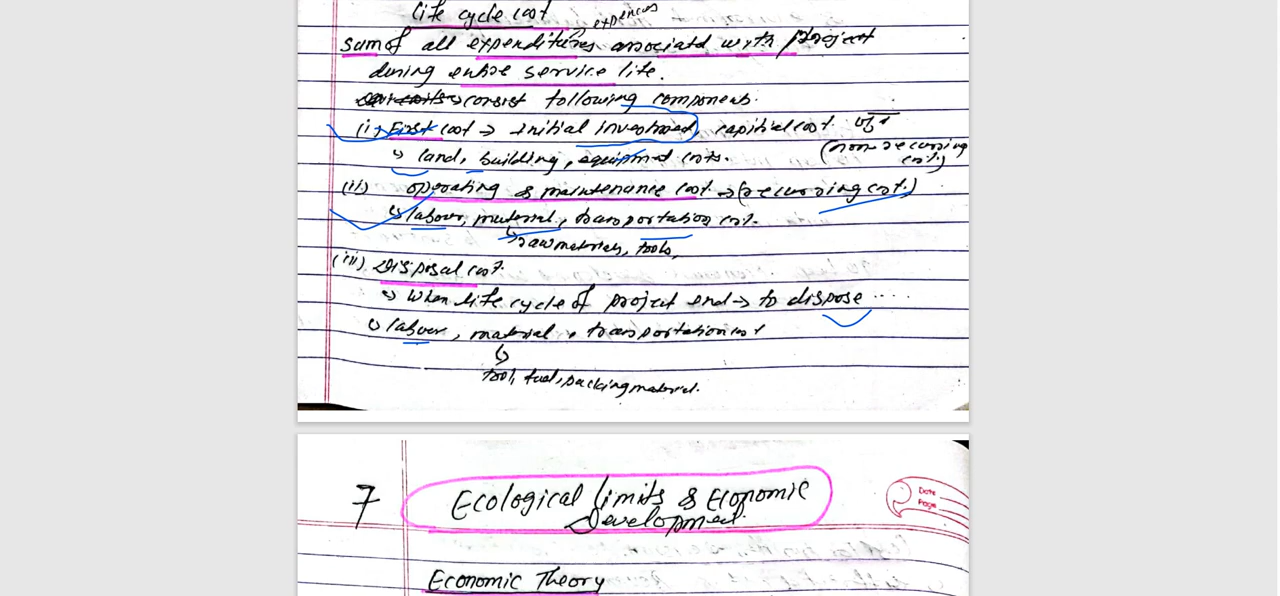 life cycle cost
expences
sum of all expenditures associatd with project
during entire service life.
consist following component.
(i) First cost → initial investment, capital cost
(non-recurring cost)
↳ land, building, equipment costs.
(ii) operating & maintenance cost → (recurring cost.)
↳ labour, material, transportation cost.
↳ raw materials, tools,
(iii) Disposal cost.
↳ When life cycle of project end → to dispose ....
↳ labour, material, transportation cost
↳
tool, fuel, packing material.
7
Ecological limits & Economic
Development.
Date
Page
Economic Theory